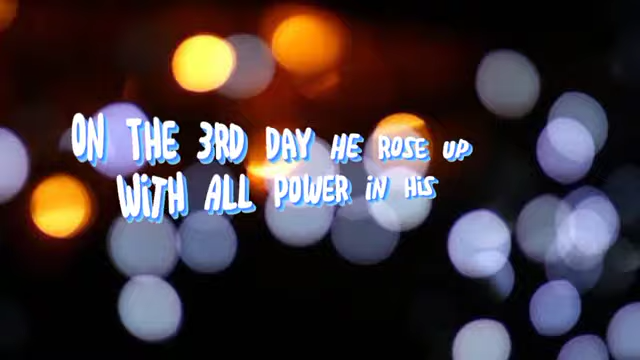 ON THE 3RD DAY HE ROSE UP
WiTH ALL POWER iN HiS